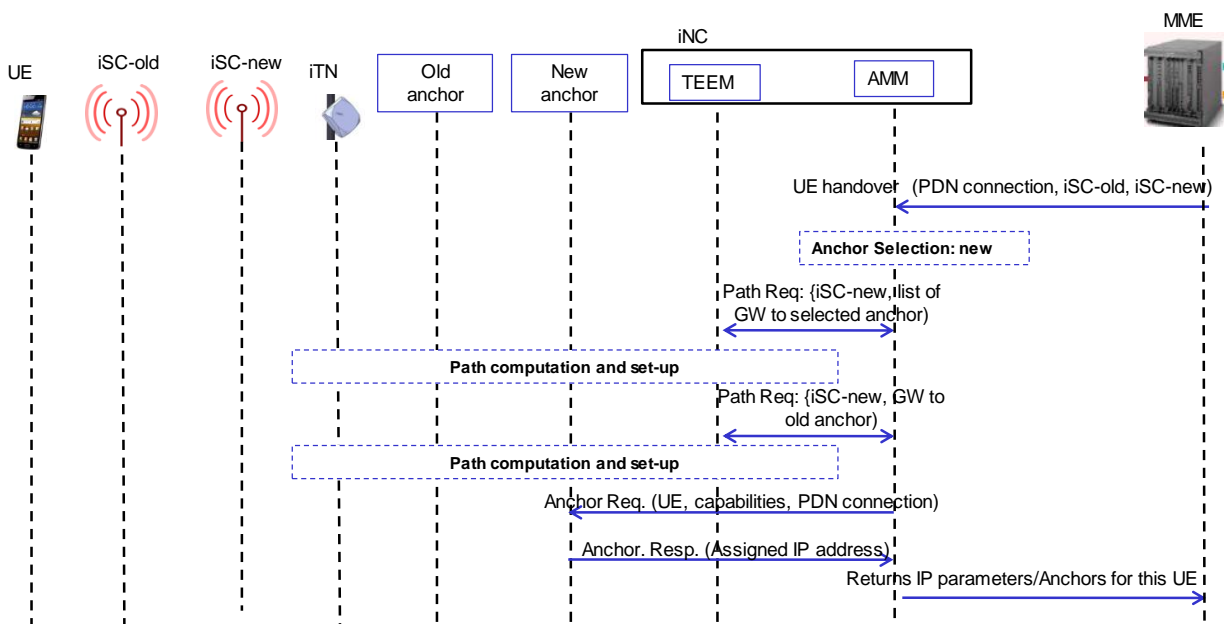 MME
iNC
UE
iSC-old
iSC-new
iTN
Old
anchor
New
anchor
TEEM
AMM
UE handover (PDN connection, iSC-old, iSC-new)
Anchor Selection: new
Path Req: {iSC-new, list of
GW to selected anchor)
Path computation and set-up
Path Req: {iSC-new, GW to
old anchor)
Path computation and set-up
Anchor Req. (UE, capabilities, PDN connection)
Anchor. Resp. (Assigned IP address)
Returns IP parameters/Anchors for this UE